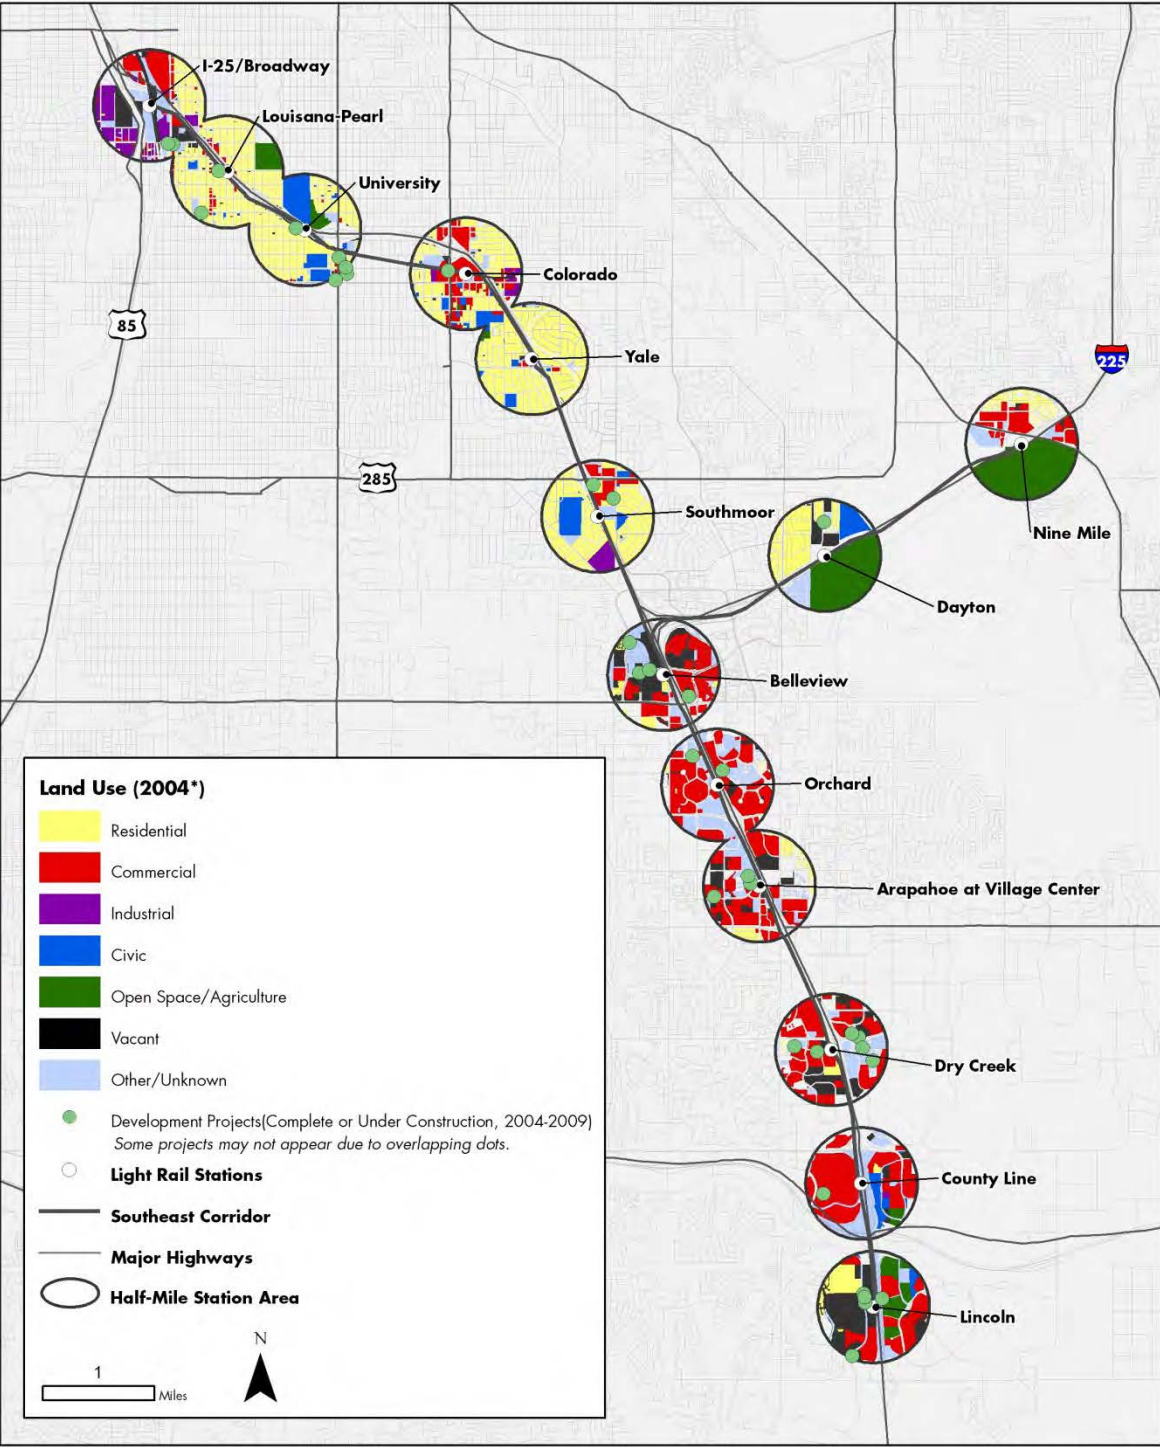 I-25/Broadway
Louisana-Pearl
University
Colorado
85
Yale
225
285
Southmoor
Nine Mile
Dayton
Belleview
Orchard
Arapahoe at Village Center
Dry Creek
County Line
Lincoln
Land Use (2004*)
Residential
Commercial
Industrial
Civic
Open Space/Agriculture
Vacant
Other/Unknown
Development Projects(Complete or Under Construction, 2004-2009)
Some projects may not appear due to overlapping dots.
Light Rail Stations
Southeast Corridor
Major Highways
Half-Mile Station Area
N
1
Miles